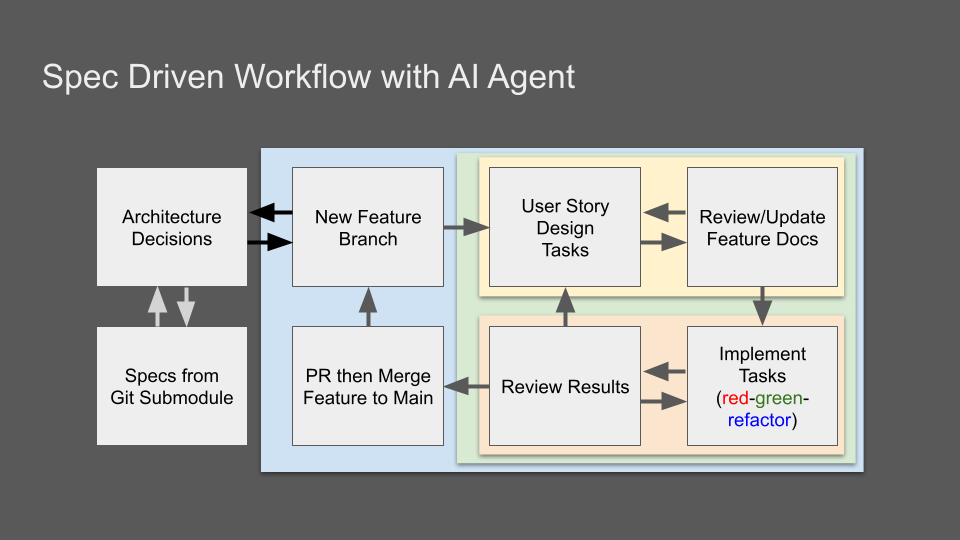 Spec Driven Workflow with AI Agent
Architecture
Decisions
New Feature
Branch
User Story
Design
Tasks
Review/Update
Feature Docs
Specs from
Git Submodule
PR then Merge
Feature to Main
Review Results
Implement
Tasks
(red-green-
refactor)